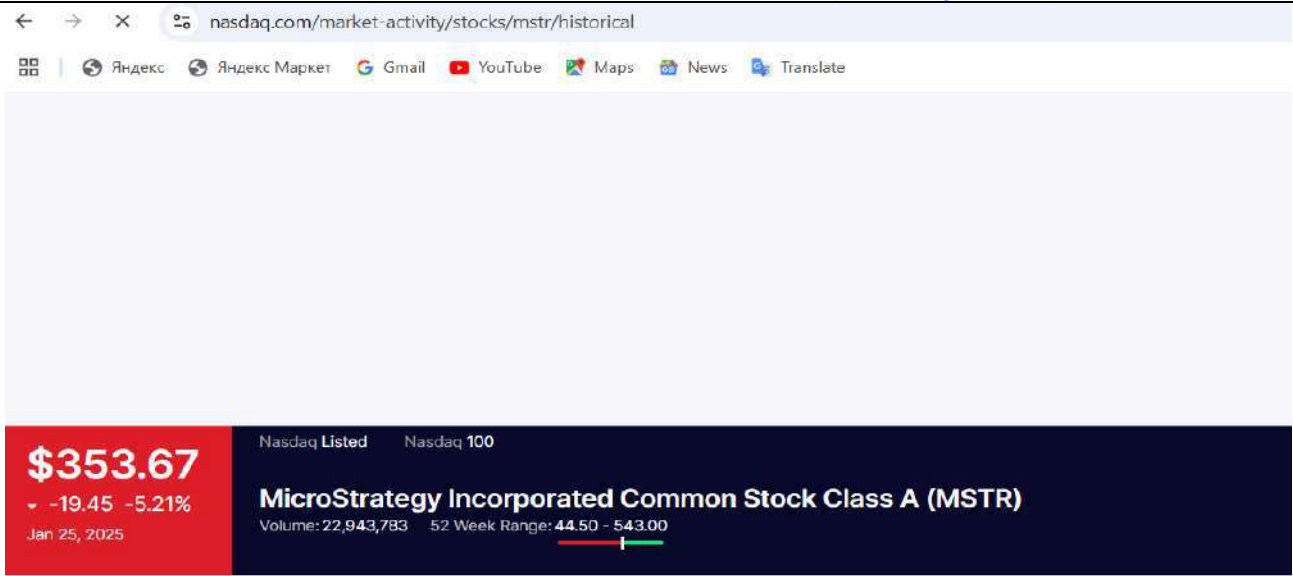 nasdaq.com/market-activity/stocks/mstr/historical
Яндекс Яндекс Маркет Gmail YouTube Maps News Translate
Nasdaq Listed Nasdaq 100
$353.67
-19.45 -5.21%
Jan 25, 2025
MicroStrategy Incorporated Common Stock Class A (MSTR)
Volume: 22,943,783 52 Week Range: 44.50 - 543.00